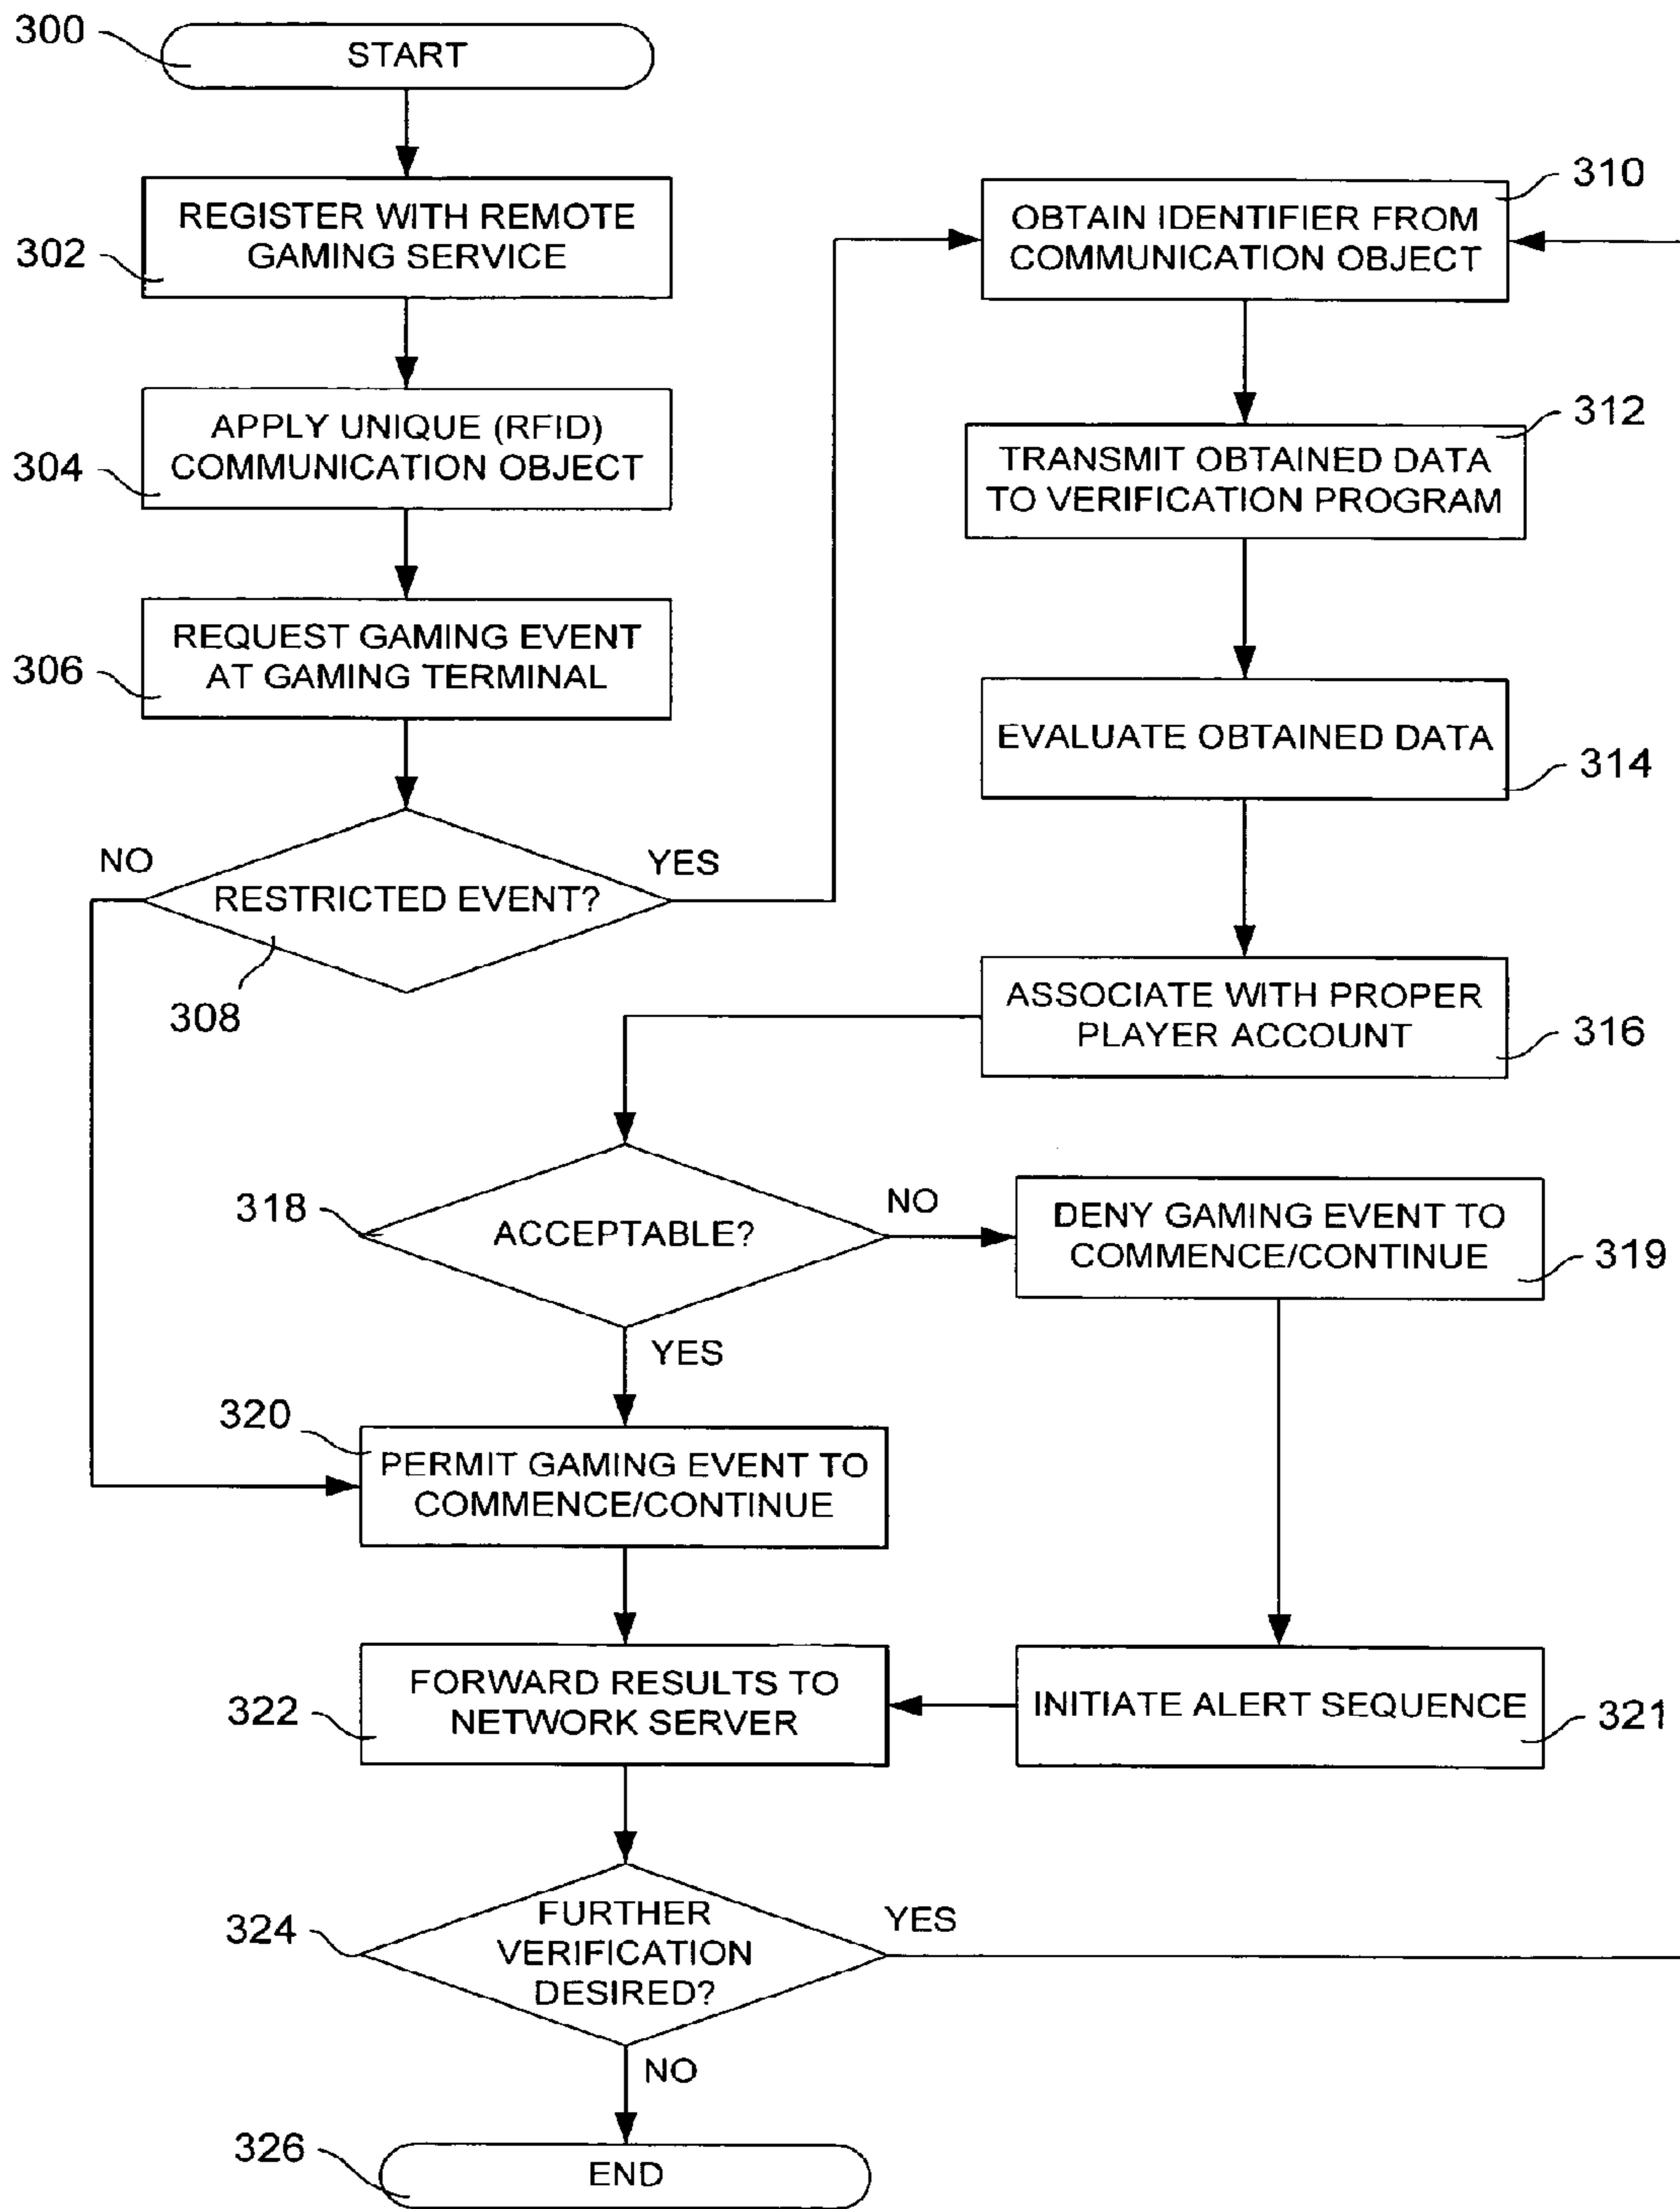 300
START
REGISTER WITH REMOTE
GAMING SERVICE
302
APPLY UNIQUE (RFID)
COMMUNICATION OBJECT
304
REQUEST GAMING EVENT
AT GAMING TERMINAL
306
NO
YES
RESTRICTED EVENT?
308
310
OBTAIN IDENTIFIER FROM
COMMUNICATION OBJECT
312
TRANSMIT OBTAINED DATA
TO VERIFICATION PROGRAM
EVALUATE OBTAINED DATA
314
ASSOCIATE WITH PROPER
PLAYER ACCOUNT
316
318
ACCEPTABLE?
NO
YES
DENY GAMING EVENT TO
COMMENCE/CONTINUE
319
320
PERMIT GAMING EVENT TO
COMMENCE/CONTINUE
FORWARD RESULTS TO
NETWORK SERVER
322
INITIATE ALERT SEQUENCE
321
324
FURTHER
VERIFICATION
DESIRED?
YES
NO
326
END